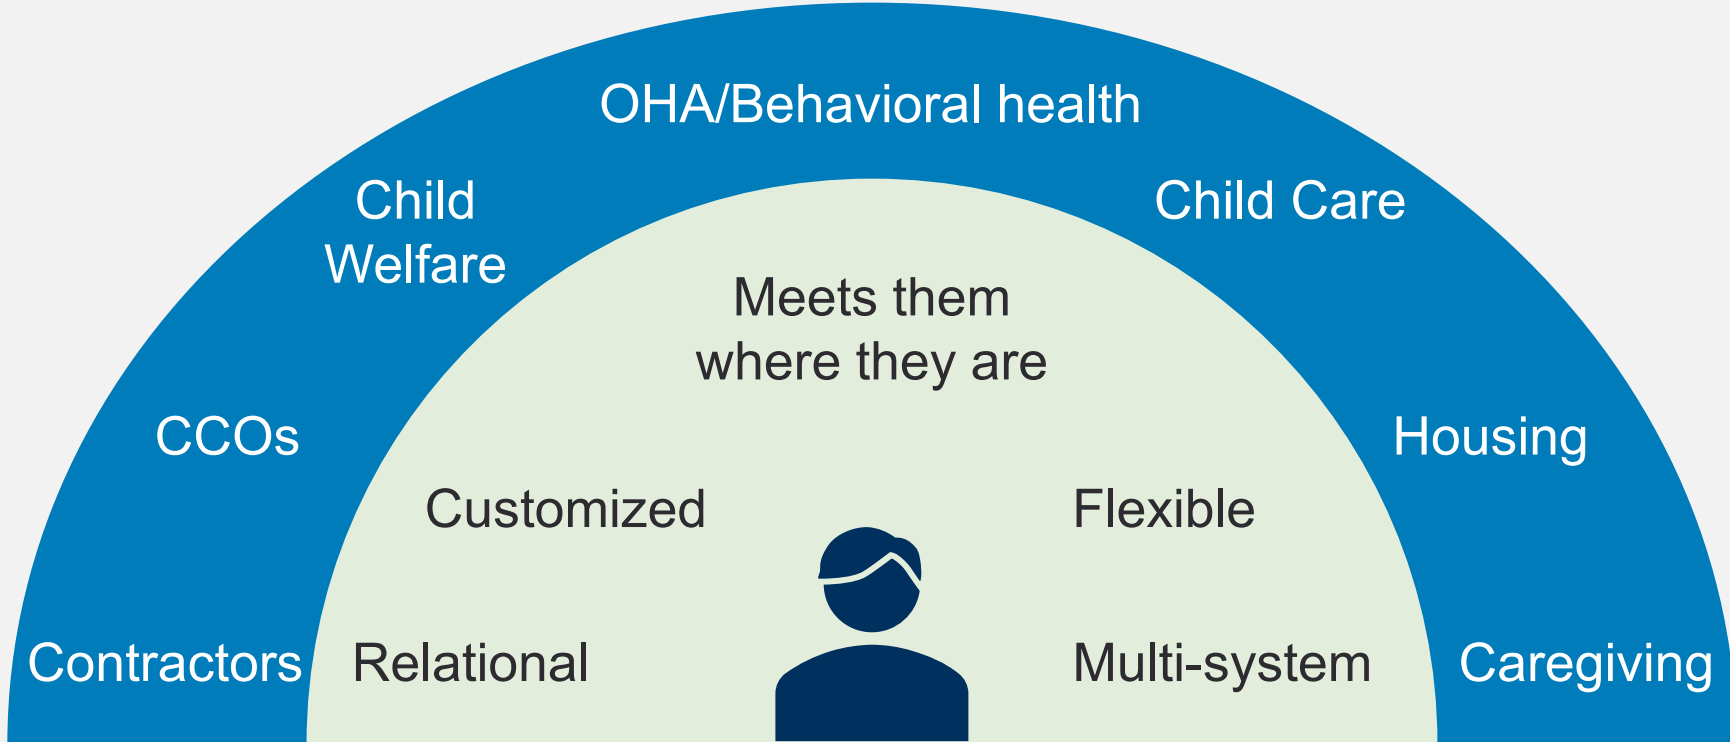 OHA/Behavioral health
Child
Welfare
Child Care
Meets them
where they are
CCOs
Housing
Customized
Flexible
Contractors
Relational
Multi-system
Caregiving